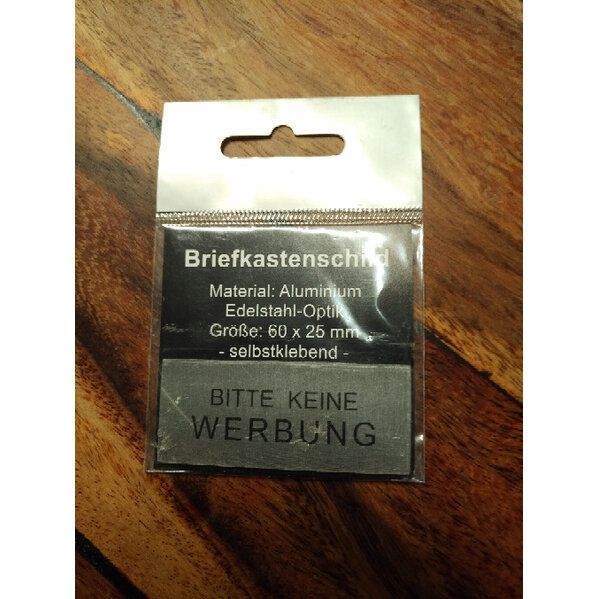 Briefkastenschild
Material: Aluminium
Edelstahl-Optik
Größe: 60 x 25 mm
- selbstklebend -
BITTE KEINE
WERBUNG